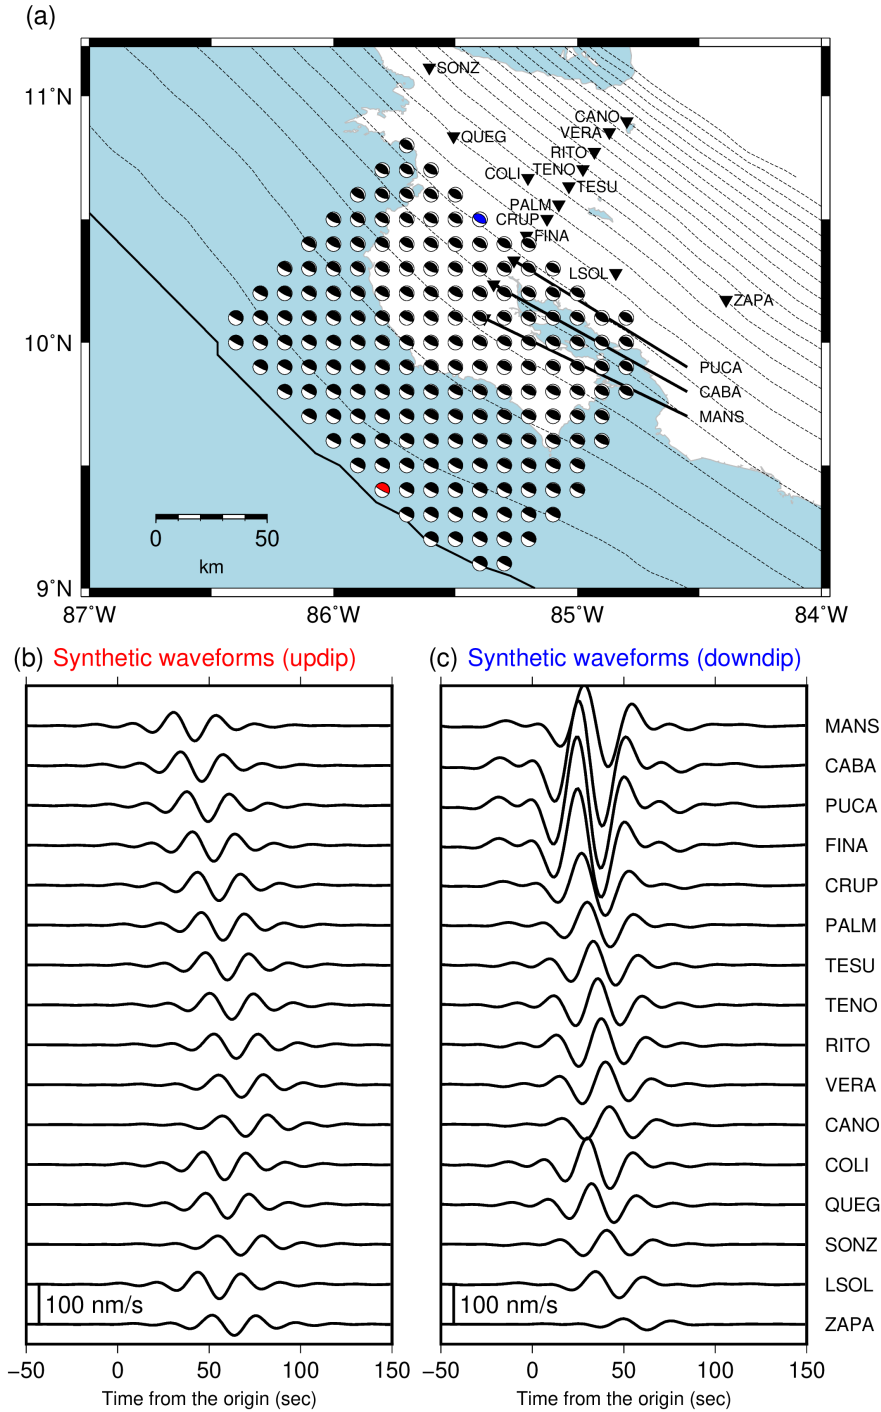 (a)
SONZ
11°N
CANO
VERA
QUEG
RITO
COLI
TENO
TESU
PALM
CRUP
FINA
LSOL
ZAPA
10°N
PUCA
CABA
MANS
0
50
km
9°N
87°W
86°W
85°W
84°W
(b) Synthetic waveforms (updip)
(c) Synthetic waveforms (downdip)
MANS
CABA
PUCA
FINA
CRUP
PALM
TESU
TENO
RITO
VERA
CANO
COLI
QUEG
SONZ
LSOL
ZAPA
100 nm/s
100 nm/s
−50 0 50 100 150
−50 0 50 100 150
Time from the origin (sec)
Time from the origin (sec)